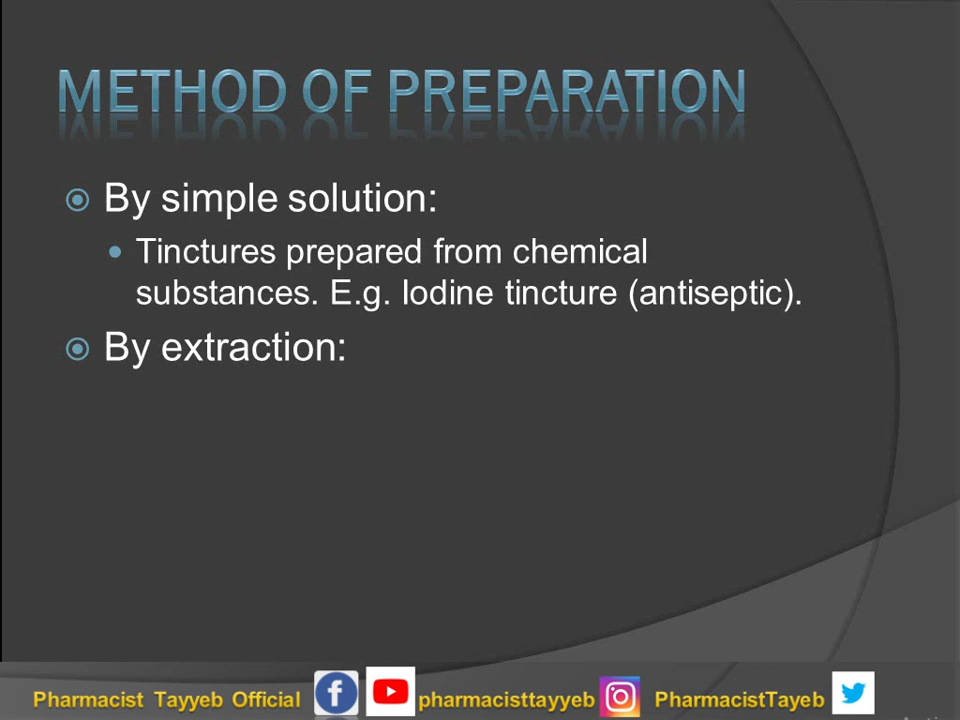 METHOD OF PREPARATION
By simple solution:
Tinctures prepared from chemical
substances. E.g. Iodine tincture (antiseptic).
By extraction:
Pharmacist Tayyeb Official pharmacisttayyeb PharmacistTayeb